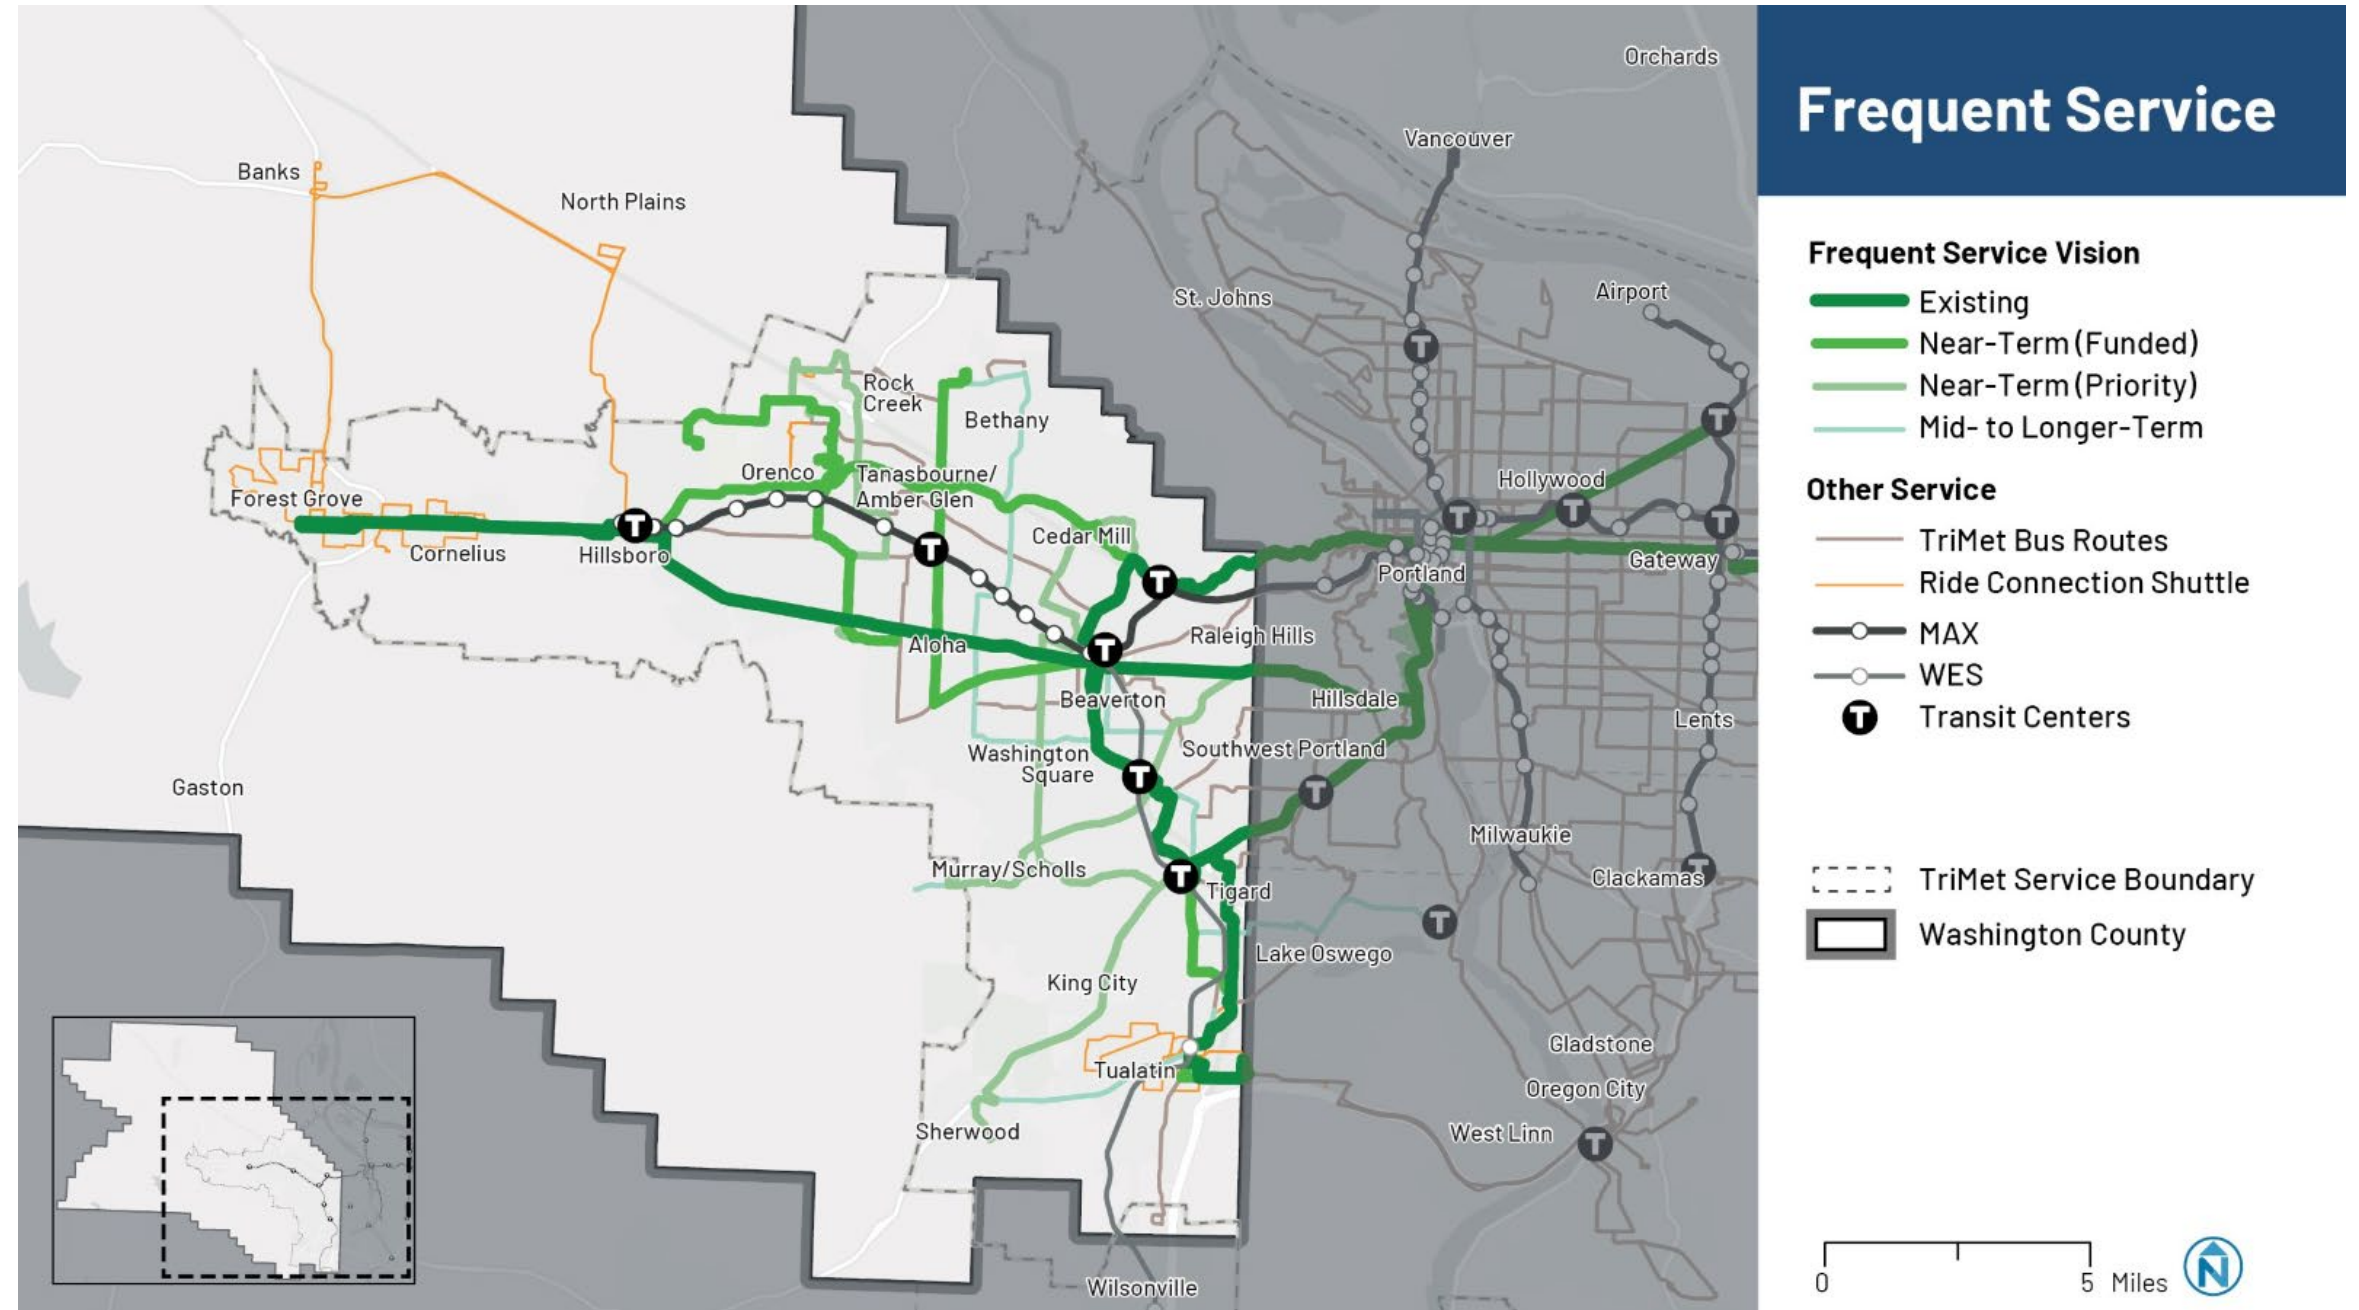 Frequent Service
Frequent Service Vision
Existing
Near-Term (Funded)
Near-Term (Priority)
Mid- to Longer-Term
Other Service
TriMet Bus Routes
Ride Connection Shuttle
MAX
WES
T Transit Centers
TriMet Service Boundary
Washington County
0 5 Miles
N
Orchards
Vancouver
Banks
North Plains
St. Johns
Airport
T
Rock
Creek
Bethany
T
Orenco
Tanasbourne/
Amber Glen
Hollywood
Forest Grove
T
T
T
T
Cornelius
Hillsboro
T
Cedar Mill
T
Portland
Gateway
Aloha
T
Raleigh Hills
Beaverton
Hillsdale
Lents
Washington
Square
T
Southwest Portland
T
Gaston
Milwaukie
Murray/Scholls
T
Tigard
Clackamas
T
T
Lake Oswego
King City
Tualatin
Gladstone
Oregon City
Sherwood
West Linn
T
Wilsonville